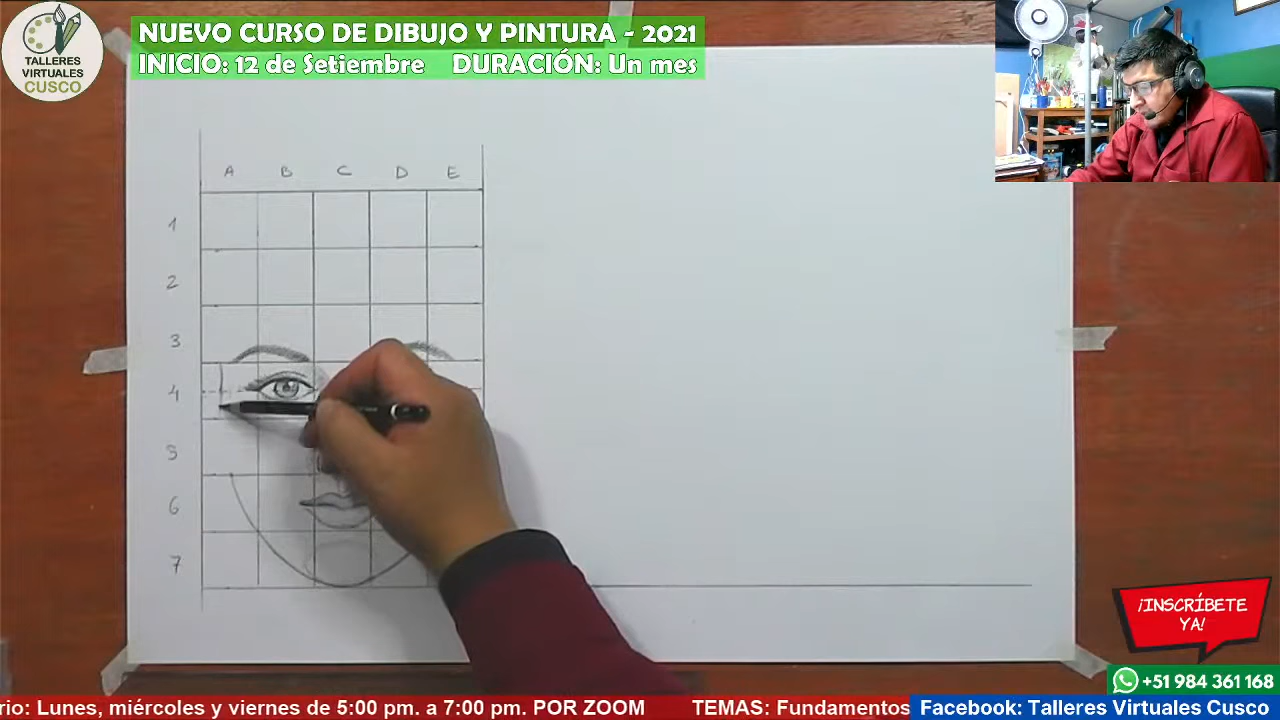 TALLERES
VIRTUALES
CUSCO
NUEVO CURSO DE DIBUJO Y PINTURA - 2021
INICIO: 12 de Setiembre DURACIÓN: Un mes
A B C D E
1
2
3
4
5
6
7
¡INSCRÍBETE
YA!
+51 984 361 168
rio: Lunes, miércoles y viernes de 5:00 pm. a 7:00 pm. POR ZOOM TEMAS: Fundamentos
Facebook: Talleres Virtuales Cusco